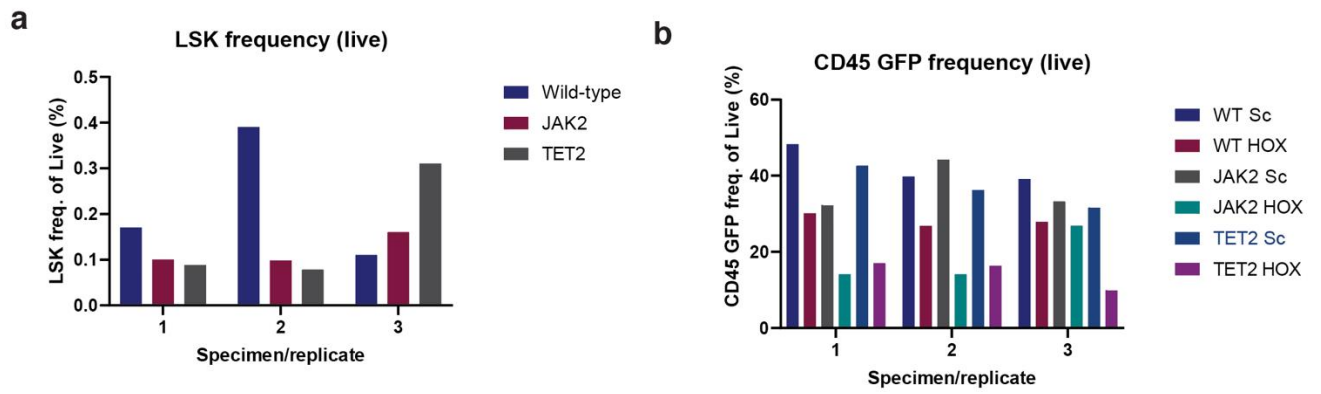 a
LSK frequency (live)
LSK freq. of Live (%)
0.5
0.4
0.3
0.2
0.1
0.0
1 2 3
Specimen/replicate
Wild-type
JAK2
TET2
b
CD45 GFP frequency (live)
CD45 GFP freq. of Live (%)
60
40
20
0
1 2 3
Specimen/replicate
WT Sc
WT HOX
JAK2 Sc
JAK2 HOX
TET2 Sc
TET2 HOX